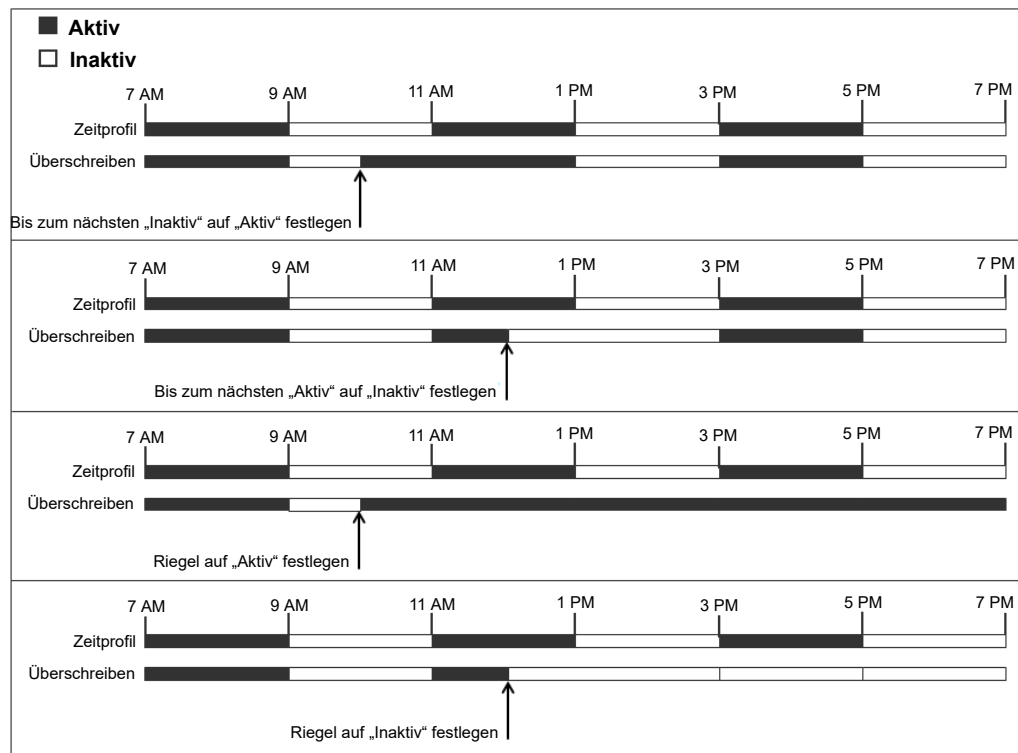 Aktiv
Inaktiv
7 AM 9 AM 11 AM 1 PM 3 PM 5 PM 7 PM
Zeitprofil
Überschreiben
Bis zum nächsten „Inaktiv“ auf „Aktiv“ festlegen
7 AM 9 AM 11 AM 1 PM 3 PM 5 PM 7 PM
Zeitprofil
Überschreiben
Bis zum nächsten „Aktiv“ auf „Inaktiv“ festlegen
7 AM 9 AM 11 AM 1 PM 3 PM 5 PM 7 PM
Zeitprofil
Überschreiben
Riegel auf „Aktiv“ festlegen
7 AM 9 AM 11 AM 1 PM 3 PM 5 PM 7 PM
Zeitprofil
Überschreiben
Riegel auf „Inaktiv“ festlegen